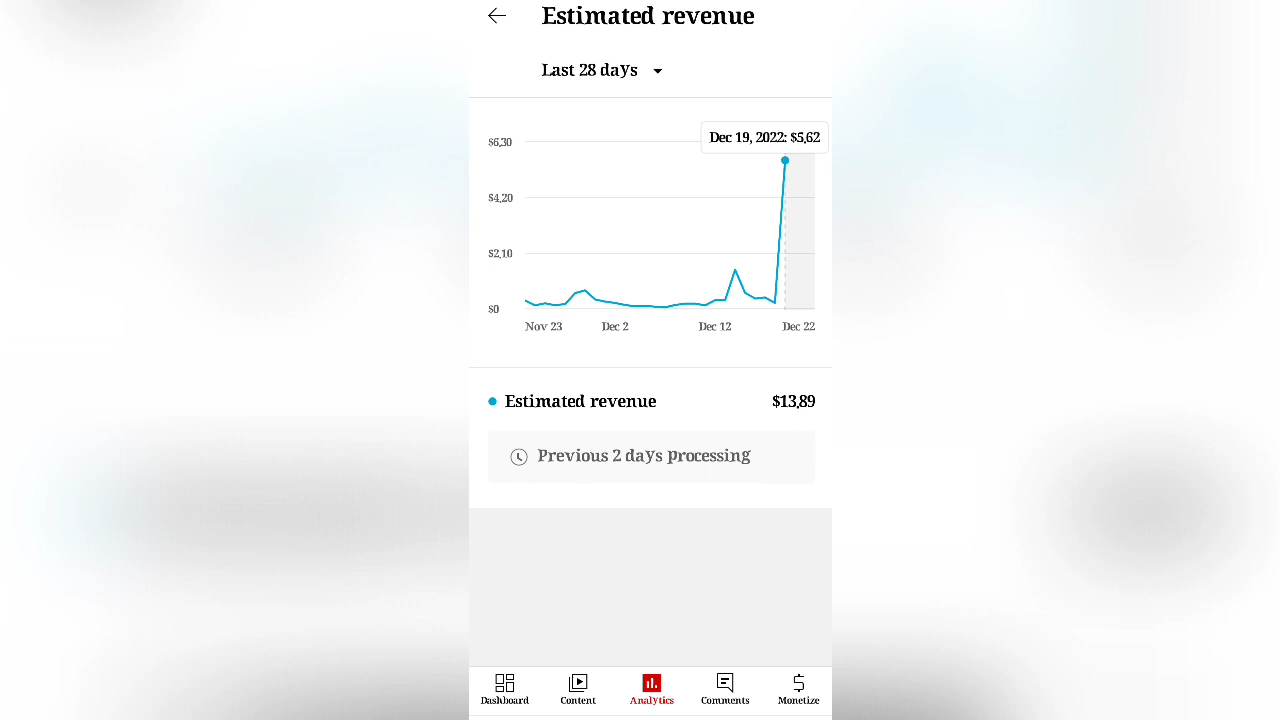 Estimated revenue
Last 28 days
Dec 19, 2022: $5,62
$6,30
$4,20
$2,10
$0
Nov 23 Dec 2 Dec 12 Dec 22
Estimated revenue $13,89
Previous 2 days processing
Dashboard Content Analytics Comments Monetize